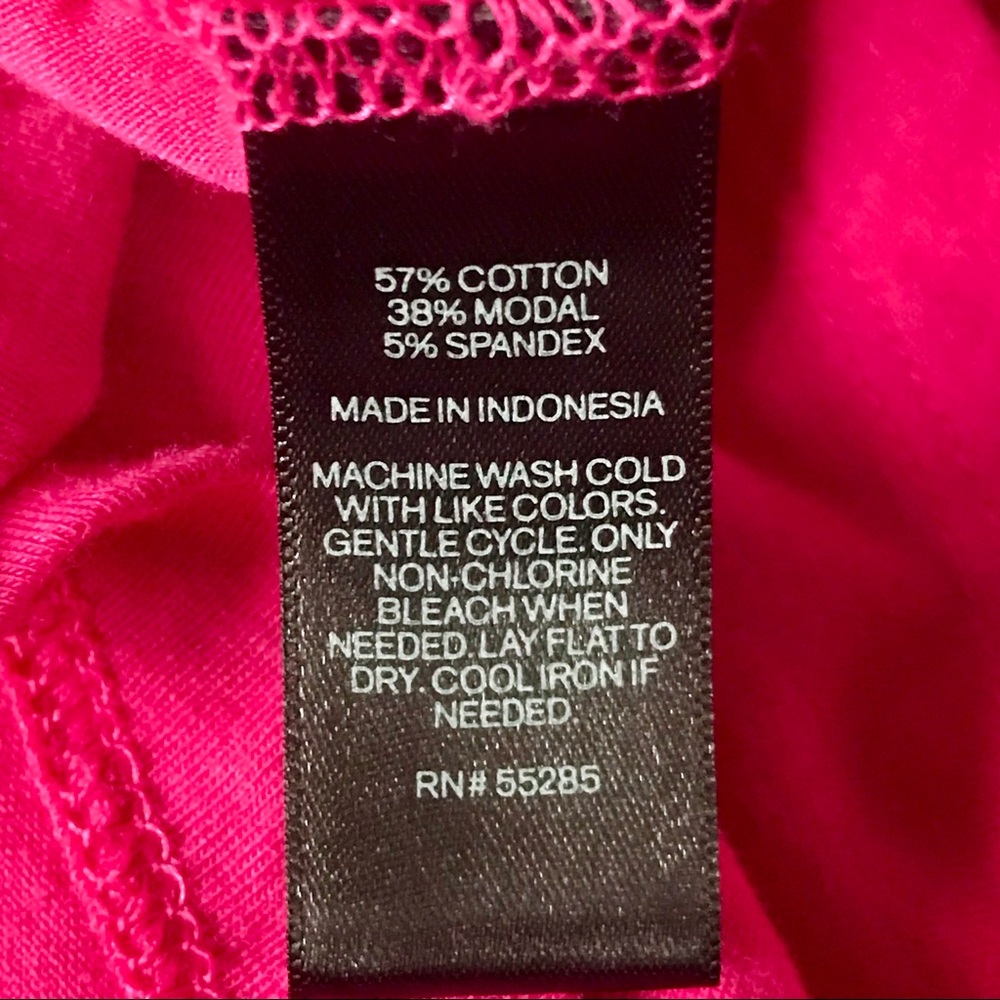 57% COTTON
38% MODAL
5% SPANDEX
MADE IN INDONESIA
MACHINE WASH COLD
WITH LIKE COLORS.
GENTLE CYCLE. ONLY
NON-CHLORINE
BLEACH WHEN
NEEDED. LAY FLAT TO
DRY. COOL IRON IF
NEEDED.
RN# 55285